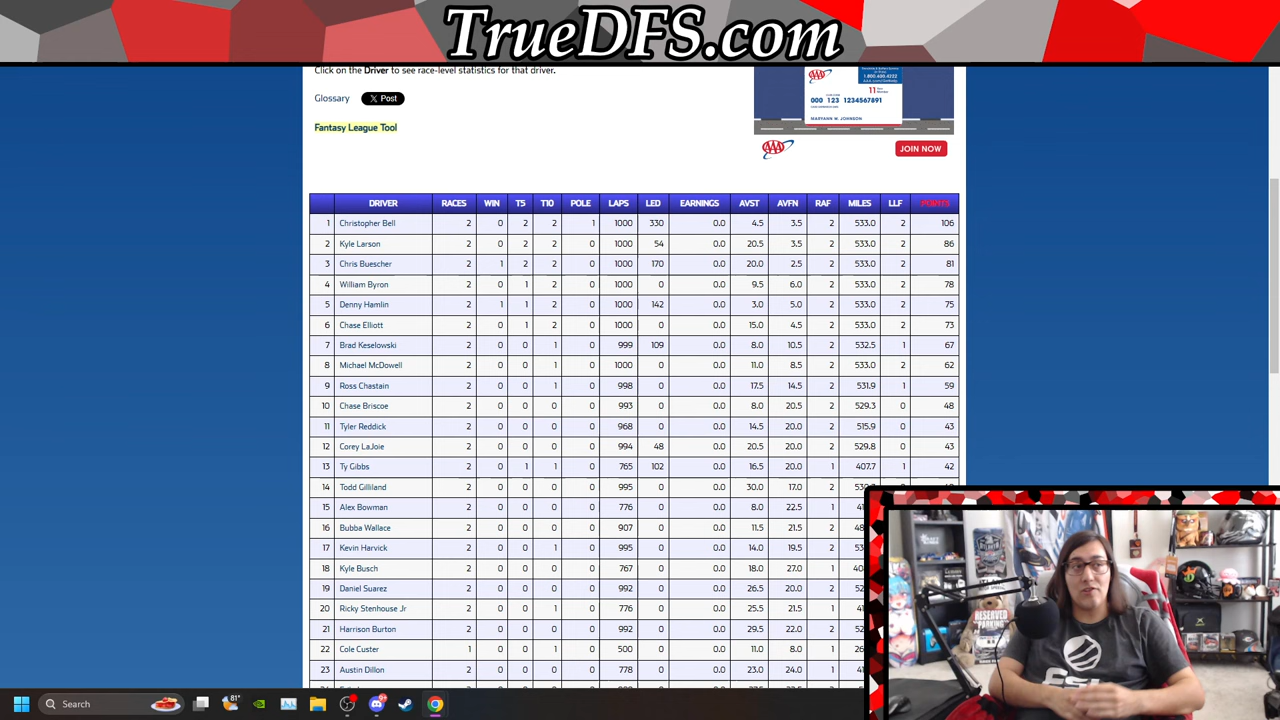 TrueDFS.com
Click on the Driver to see race-level statistics for that driver.
Glossary X Post
Fantasy League Tool
000 123 1234567891
MARYANN W. JOHNSON
AAA JOIN NOW
DRIVER RACES WIN T5 T10 POLE LAPS LED EARNINGS AVST AVFN RAF MILES LLF POINTS
1 Christopher Bell 2 0 2 2 1 1000 330 0.0 4.5 3.5 2 533.0 2 106
2 Kyle Larson 2 0 2 2 0 1000 54 0.0 20.5 3.5 2 533.0 2 86
3 Chris Buescher 2 1 2 2 0 1000 170 0.0 20.0 2.5 2 533.0 2 81
4 William Byron 2 0 1 2 0 1000 0 0.0 9.5 6.0 2 533.0 2 78
5 Denny Hamlin 2 1 1 2 0 1000 142 0.0 3.0 5.0 2 533.0 2 75
6 Chase Elliott 2 0 1 2 0 1000 0 0.0 15.0 4.5 2 533.0 2 73
7 Brad Keselowski 2 0 0 1 0 999 109 0.0 8.0 10.5 2 532.5 1 67
8 Michael McDowell 2 0 0 1 0 1000 0 0.0 11.0 8.5 2 533.0 2 62
9 Ross Chastain 2 0 0 1 0 998 0 0.0 17.5 14.5 2 531.9 1 59
10 Chase Briscoe 2 0 0 0 0 993 0 0.0 8.0 20.5 2 529.3 0 48
11 Tyler Reddick 2 0 0 0 0 968 0 0.0 14.5 20.0 2 515.9 0 43
12 Corey LaJoie 2 0 0 0 0 994 48 0.0 20.5 20.0 2 529.8 0 43
13 Ty Gibbs 2 0 1 1 0 765 102 0.0 16.5 20.0 1 407.7 1 42
14 Todd Gilliland 2 0 0 0 0 995 0 0.0 30.0 17.0 2
15 Alex Bowman 2 0 0 0 0 776 0 0.0 8.0 22.5 1
16 Bubba Wallace 2 0 0 0 0 907 0 0.0 11.5 21.5 2
17 Kevin Harvick 2 0 0 1 0 995 0 0.0 14.0 19.5 2
18 Kyle Busch 2 0 0 0 0 767 0 0.0 18.0 27.0 1
19 Daniel Suarez 2 0 0 0 0 992 0 0.0 26.5 20.0 2
20 Ricky Stenhouse Jr 2 0 0 1 0 776 0 0.0 25.5 21.5 1
21 Harrison Burton 2 0 0 0 0 992 0 0.0 29.5 22.0 2
22 Cole Custer 1 0 0 1 0 500 0 0.0 11.0 8.0 1
23 Austin Dillon 2 0 0 0 0 778 0 0.0 23.0 24.0 1
RESERVED
PARKING
Search
81°